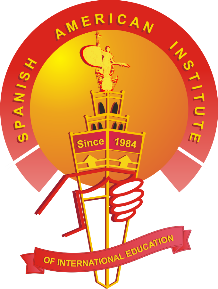 SPANISH AMERICAN INSTITUTE
Since 1984
OF INTERNATIONAL EDUCATION